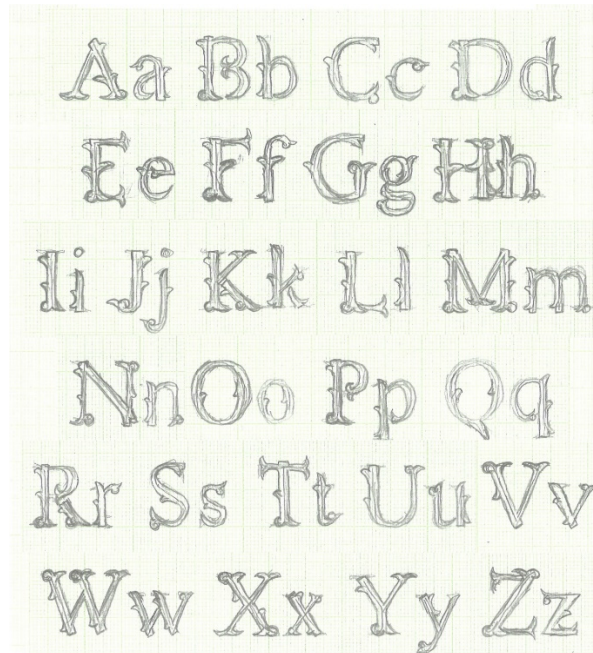 Aa Bb Cc Dd
Ee Ff Gg Hh
Ii Jj Kk Ll Mm
Nn Oo Pp Qq
Rr Ss Tt Uu Vv
Ww Xx Yy Zz